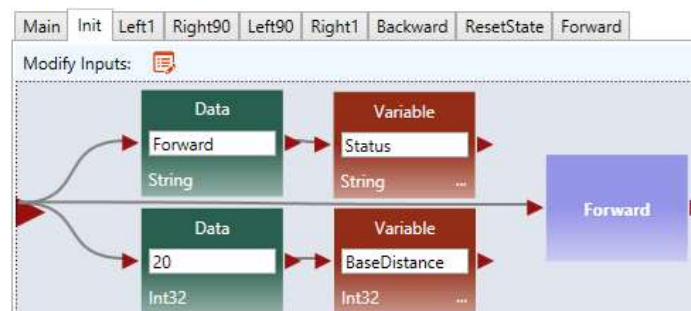 Main Init Left1 Right90 Left90 Right1 Backward ResetState Forward
Modify Inputs:
Data Variable
Forward Status
String String ...
Forward
Data Variable
20 BaseDistance
Int32 Int32 ...